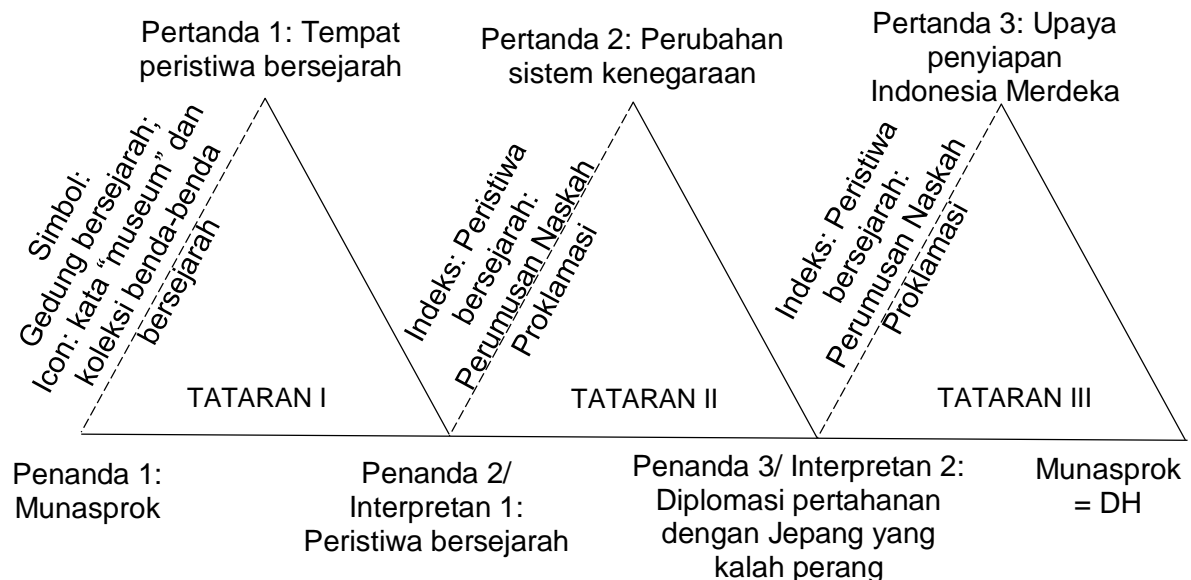 Pertanda 1: Tempat
peristiwa bersejarah
Pertanda 2: Perubahan
sistem kenegaraan
Pertanda 3: Upaya
penyiapan
Indonesia Merdeka
Simbol:
Gedung bersejarah;
Icon: kata “museum” dan
koleksi benda-benda
bersejarah
Indeks: Peristiwa
bersejarah:
Perumusan Naskah
Proklamasi
Indeks: Peristiwa
bersejarah:
Perumusan Naskah
Proklamasi
TATARAN I
TATARAN II
TATARAN III
Penanda 1:
Munasprok
Penanda 2/
Interpretan 1:
Peristiwa bersejarah
Penanda 3/ Interpretan 2:
Diplomasi pertahanan
dengan Jepang yang
kalah perang
Munasprok
= DH